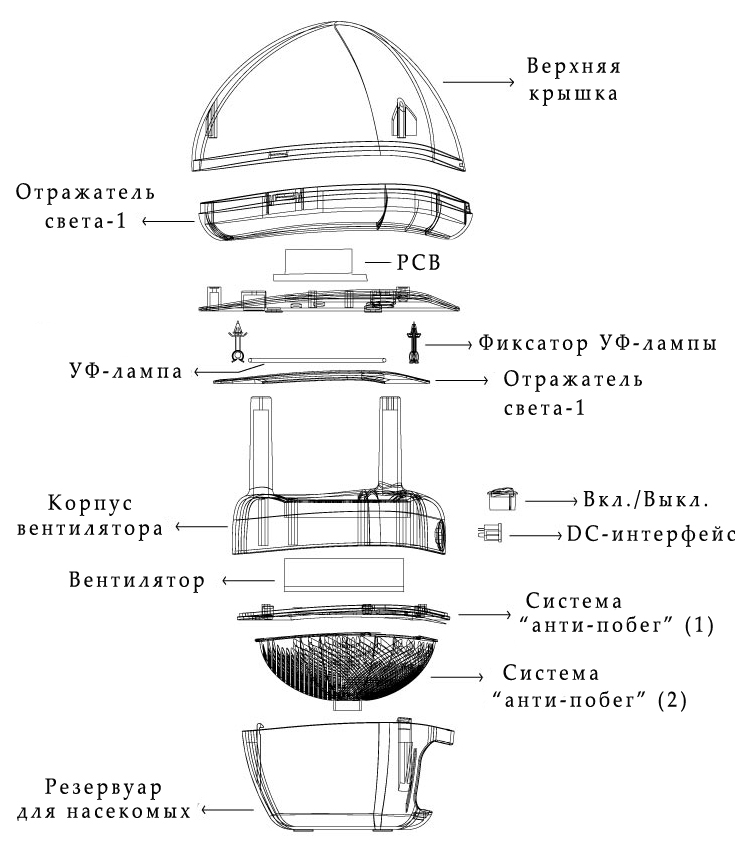 Верхняя
крышка
Отражатель
света-1
PCB
Фиксатор УФ-лампы
УФ-лампа
Отражатель
света-1
Корпус
вентилятора
Вкл./Выкл.
DC-интерфейс
Вентилятор
Система
“анти-побег” (1)
Система
“анти-побег” (2)
Резервуар
для насекомых